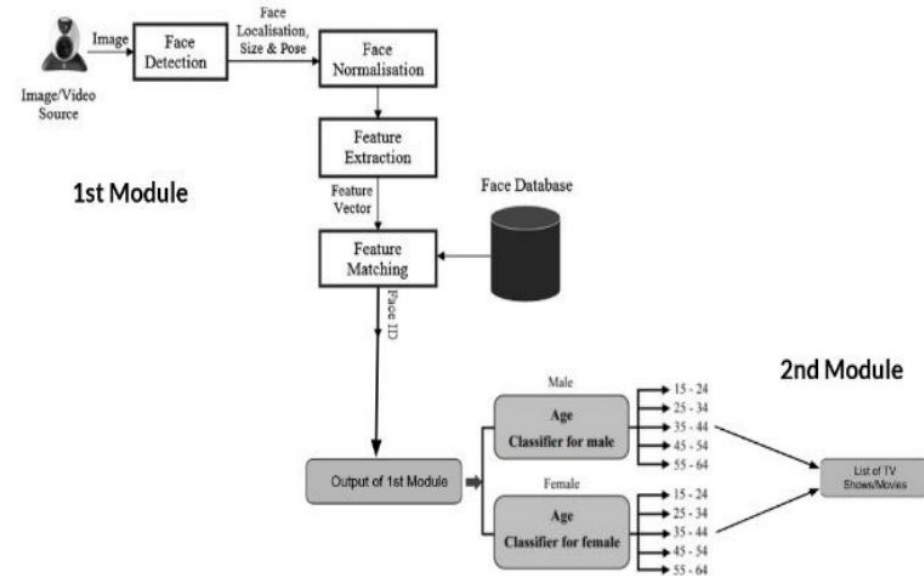 Image
Image/Video
Source
Face
Detection
Face
Localisation,
Size & Pose
Face
Normalisation
Feature
Extraction
1st Module
Feature
Vector
Face Database
Feature
Matching
Face ID
Output of 1st Module
2nd Module
Male
Age
Classifier for male
15 - 24
25 - 34
35 - 44
45 - 54
55 - 64
Female
Age
Classifier for female
15 - 24
25 - 34
35 - 44
45 - 54
55 - 64
List of TV
Shows/Movies